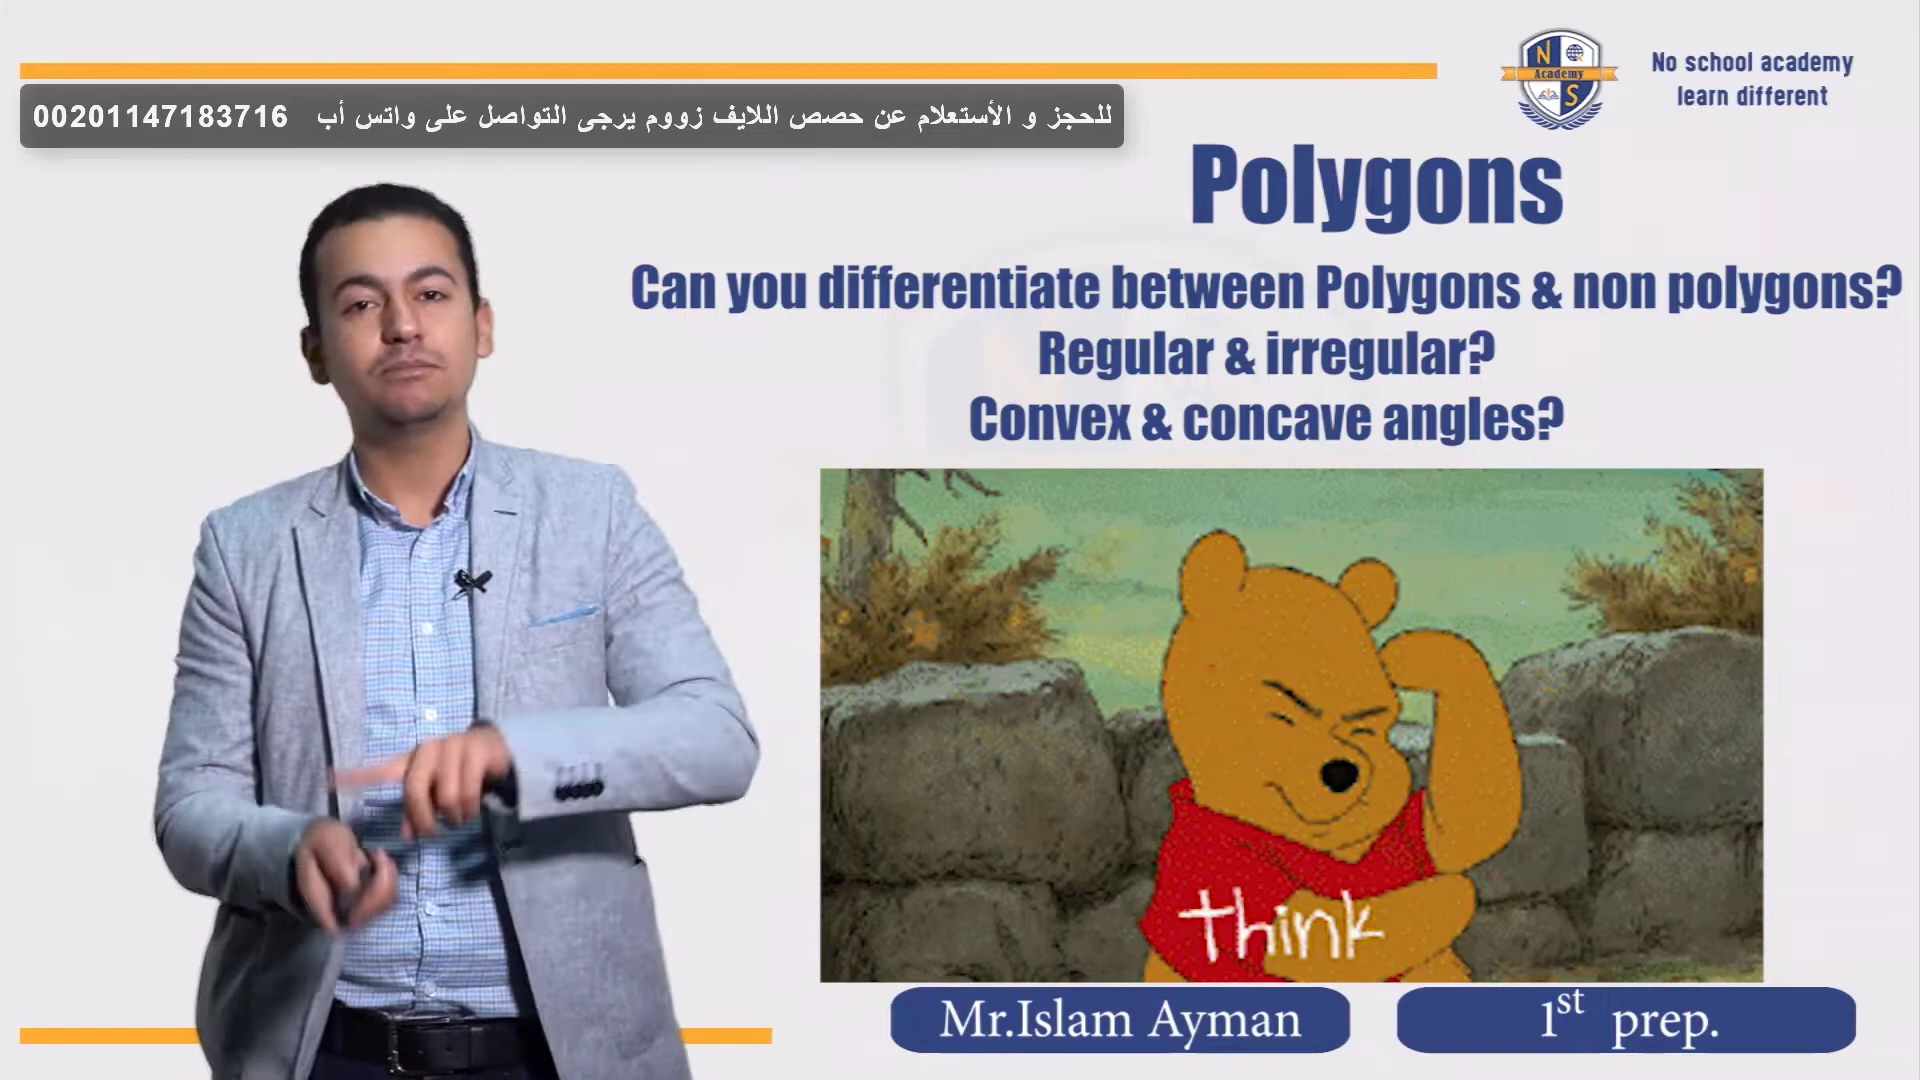 No school academy
learn different
N
Academy
S
للحجز و الأستعلام عن حصص اللايف زووم يرجى التواصل على واتس أب 00201147183716
Polygons
Can you differentiate between Polygons & non polygons?
Regular & irregular?
Convex & concave angles?
think
Mr.Islam Ayman
1st prep.